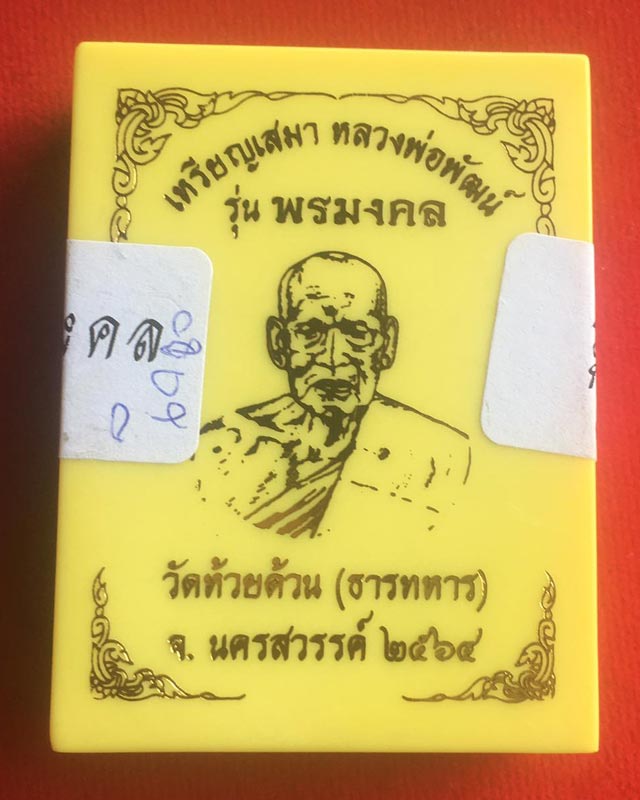 เหรียญเสมา หลวงพ่อพัฒน์
รุ่น พรมงคล
คล
วัดห้วยด้วน (ธารทหาร)
จ. นครสวรรค์ ๒๕๖๔